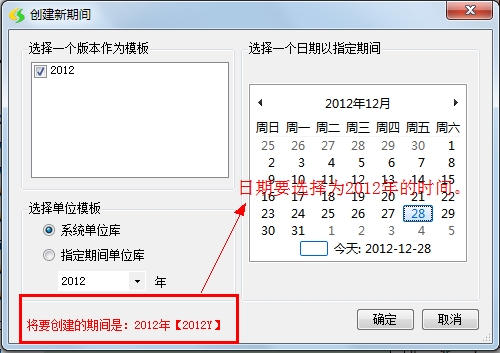 创建新期间
选择一个版本作为模板
2012
选择单位模板
系统单位库
指定期间单位库
2012 年
将要创建的期间是：2012年【2012Y】
选择一个日期以指定期间
2012年12月
周日 周一 周二 周三 周四 周五 周六
25 26 27 28 29 30 1
2 3 4 5 6 7 8
9 10 11 12 13 14 15
日期要选择为2012年的时间。
16 17 18 19 20 21 22
23 24 25 26 27 28 29
30 31 1 2 3 4 5
今天: 2012-12-28
确定 取消